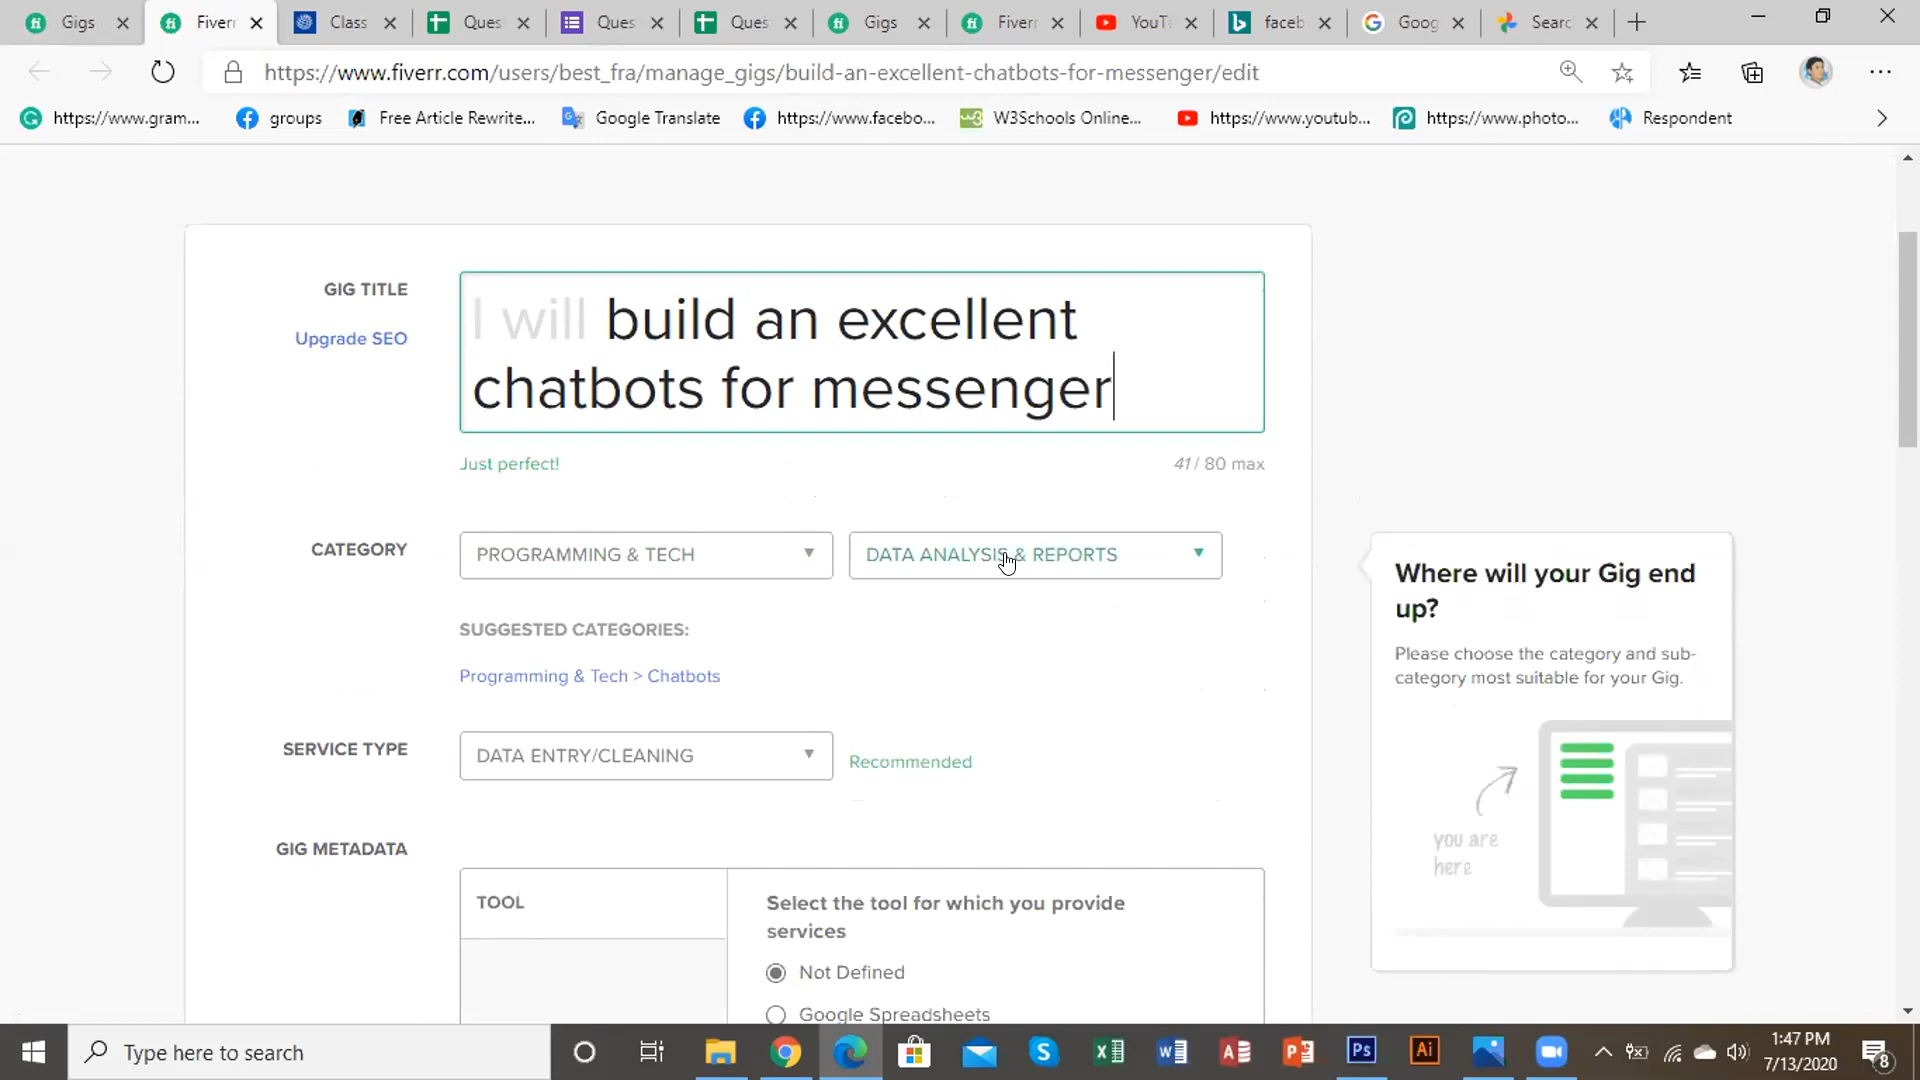 Gigs
Fiverr
Class
Ques
Ques
Ques
Gigs
Fiverr
YouT
faceb
Goog
Searc
https://www.fiverr.com/users/best_fra/manage_gigs/build-an-excellent-chatbots-for-messenger/edit
https://www.gram...
groups
Free Article Rewrite...
Google Translate
https://www.facebo...
W3Schools Online...
https://www.youtub...
https://www.photo...
Respondent
GIG TITLE
Upgrade SEO
I will build an excellent
chatbots for messenger
Just perfect!
41 / 80 max
CATEGORY
PROGRAMMING & TECH
DATA ANALYSIS & REPORTS
SUGGESTED CATEGORIES:
Programming & Tech > Chatbots
SERVICE TYPE
DATA ENTRY/CLEANING
Recommended
Where will your Gig end
up?
Please choose the category and sub-
category most suitable for your Gig.
you are
here
GIG METADATA
TOOL
Select the tool for which you provide
services
Not Defined
Google Spreadsheets
Type here to search
1:47 PM
7/13/2020
8